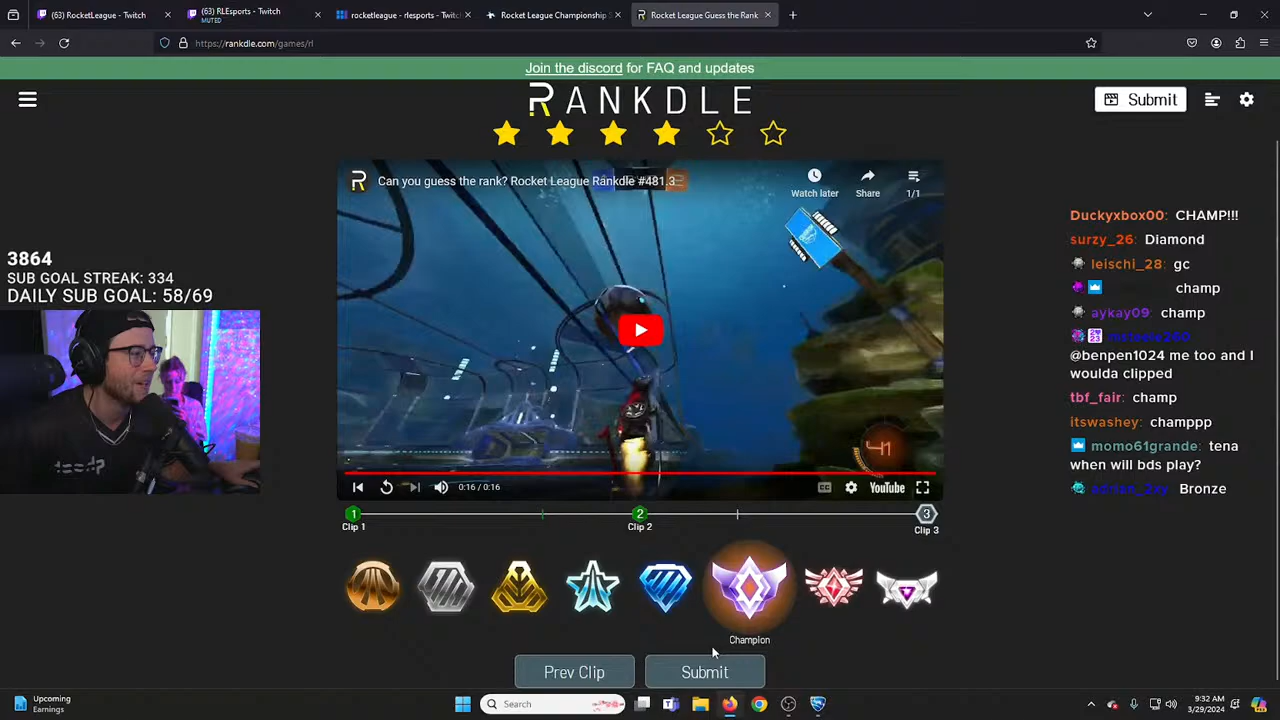 (63) RocketLeague - Twitch
(63) RLEsports - Twitch
MUTED
rocketleague - rlesports - Twitch
Rocket League Championship
Rocket League Guess the Rank
https://rankdle.com/games/rl
Join the discord for FAQ and updates
RANKDLE
Submit
Can you guess the rank? Rocket League Rankdle #481.3
Watch later
Share
1/1
41
0:16 / 0:16
YouTube
1
2
3
Clip 1
Clip 2
Clip 3
Champion
Prev Clip
Submit
3864
SUB GOAL STREAK: 334
DAILY SUB GOAL: 58/69
Duckyxbox00: CHAMP!!!
surzy_26: Diamond
leischi_28: gc
champ
aykay09: champ
@benpen1024 me too and I
woulda clipped
tbf_fair: champ
itswashey: champpp
momo61grande: tena
when will bds play?
adrian_2xy: Bronze
Upcoming
Earnings
Search
9:32 AM
3/29/2024